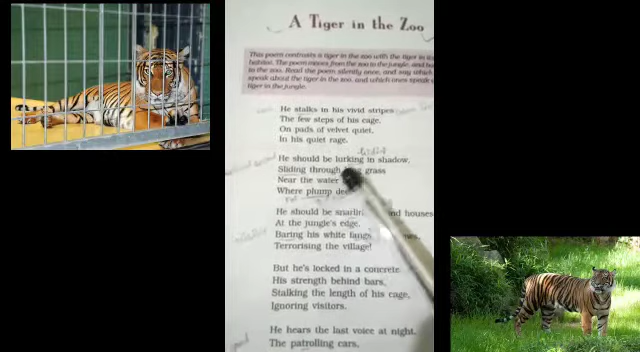 A Tiger in the Zoo
This poem contrasts a tiger in the zoo with the tiger in its
habitat. The poem moves from the zoo to the jungle, and
to the zoo. Read the poem silently once, and say which
speak about the tiger in the zoo, and which ones speak
tiger in the jungle.
He stalks in his vivid stripes
The few steps of his cage,
On pads of velvet quiet,
In his quiet rage.
He should be lurking in shadow,
Sliding through grass
Near the water
Where plump
He should be houses
At the jungle's edge,
Baring his white fangs
Terrorising the village!
But he's locked in a concrete
His strength behind bars,
Stalking the length of his cage,
Ignoring visitors.
He hears the last voice at night,
The patrolling cars,